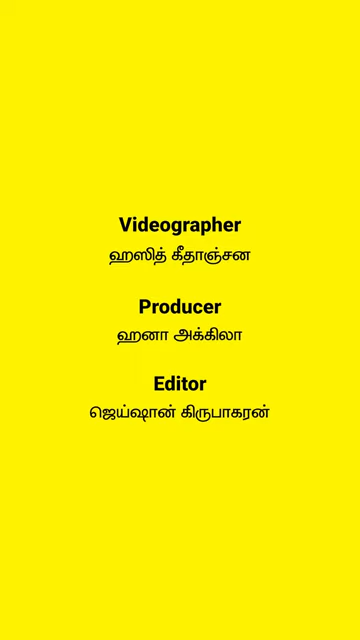 Videographer
ஹஸித் கீதாஞ்சன
Producer
ஹனா அக்கிலா
Editor
ஜெய்ஷான் கிருபாகரன்